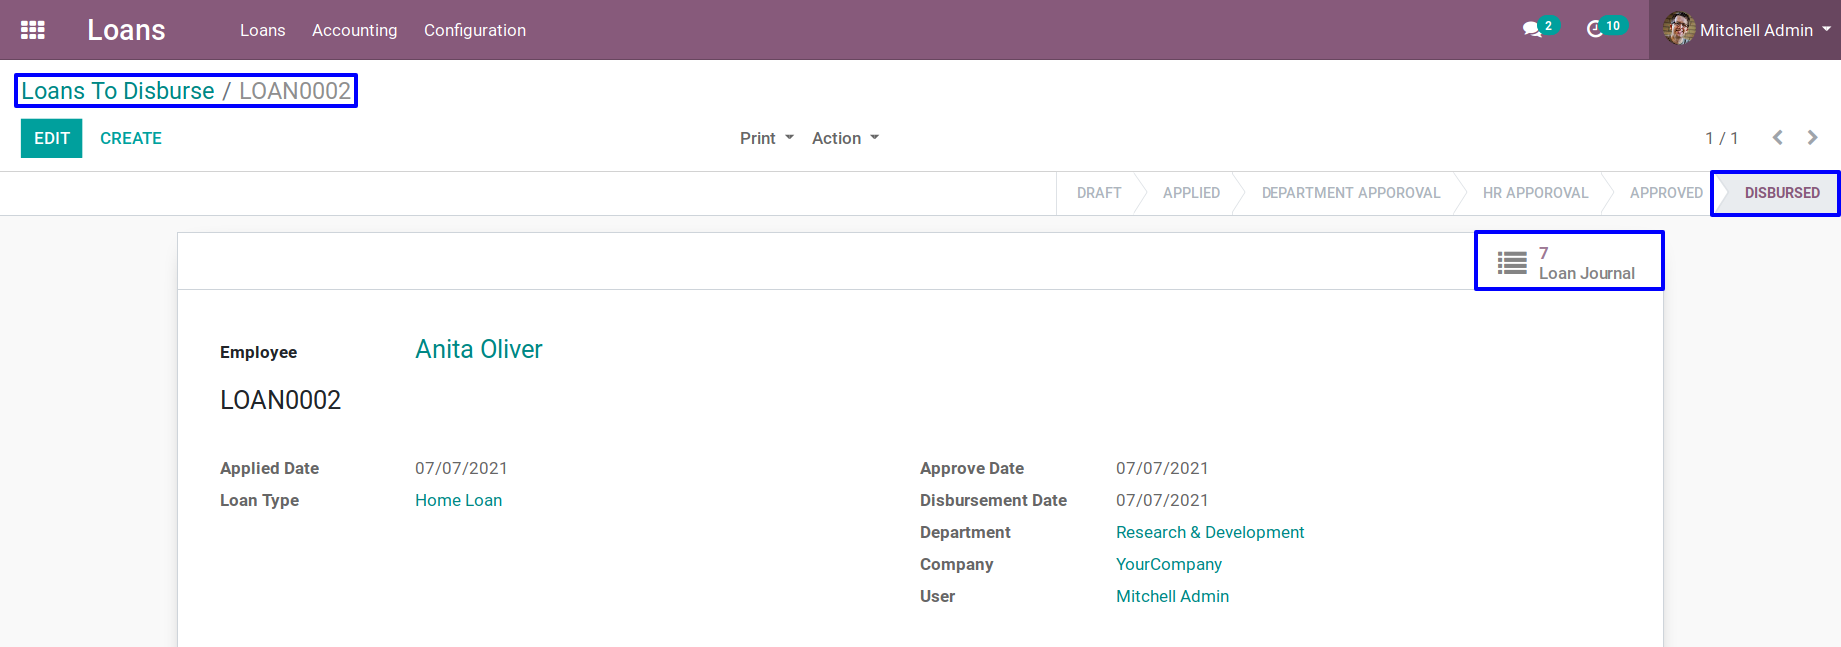 Loans Loans Accounting Configuration 2 10 Mitchell Admin
Loans To Disburse / LOAN0002
EDIT CREATE Print Action 1 / 1
DRAFT APPLIED DEPARTMENT APPOROVAL HR APPOROVAL APPROVED DISBURSED
7
Loan Journal
Employee Anita Oliver
LOAN0002
Applied Date 07/07/2021 Approve Date 07/07/2021
Loan Type Home Loan Disbursement Date 07/07/2021
Department Research & Development
Company YourCompany
User Mitchell Admin